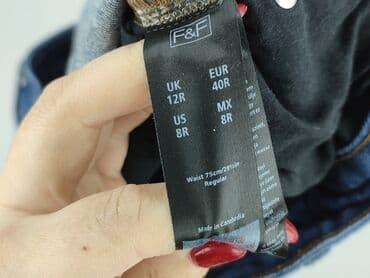 F&F
UK EUR
12R 40R
US MX
8R 8R
Waist 75cm/29½in
Regular
Made in Cambodia